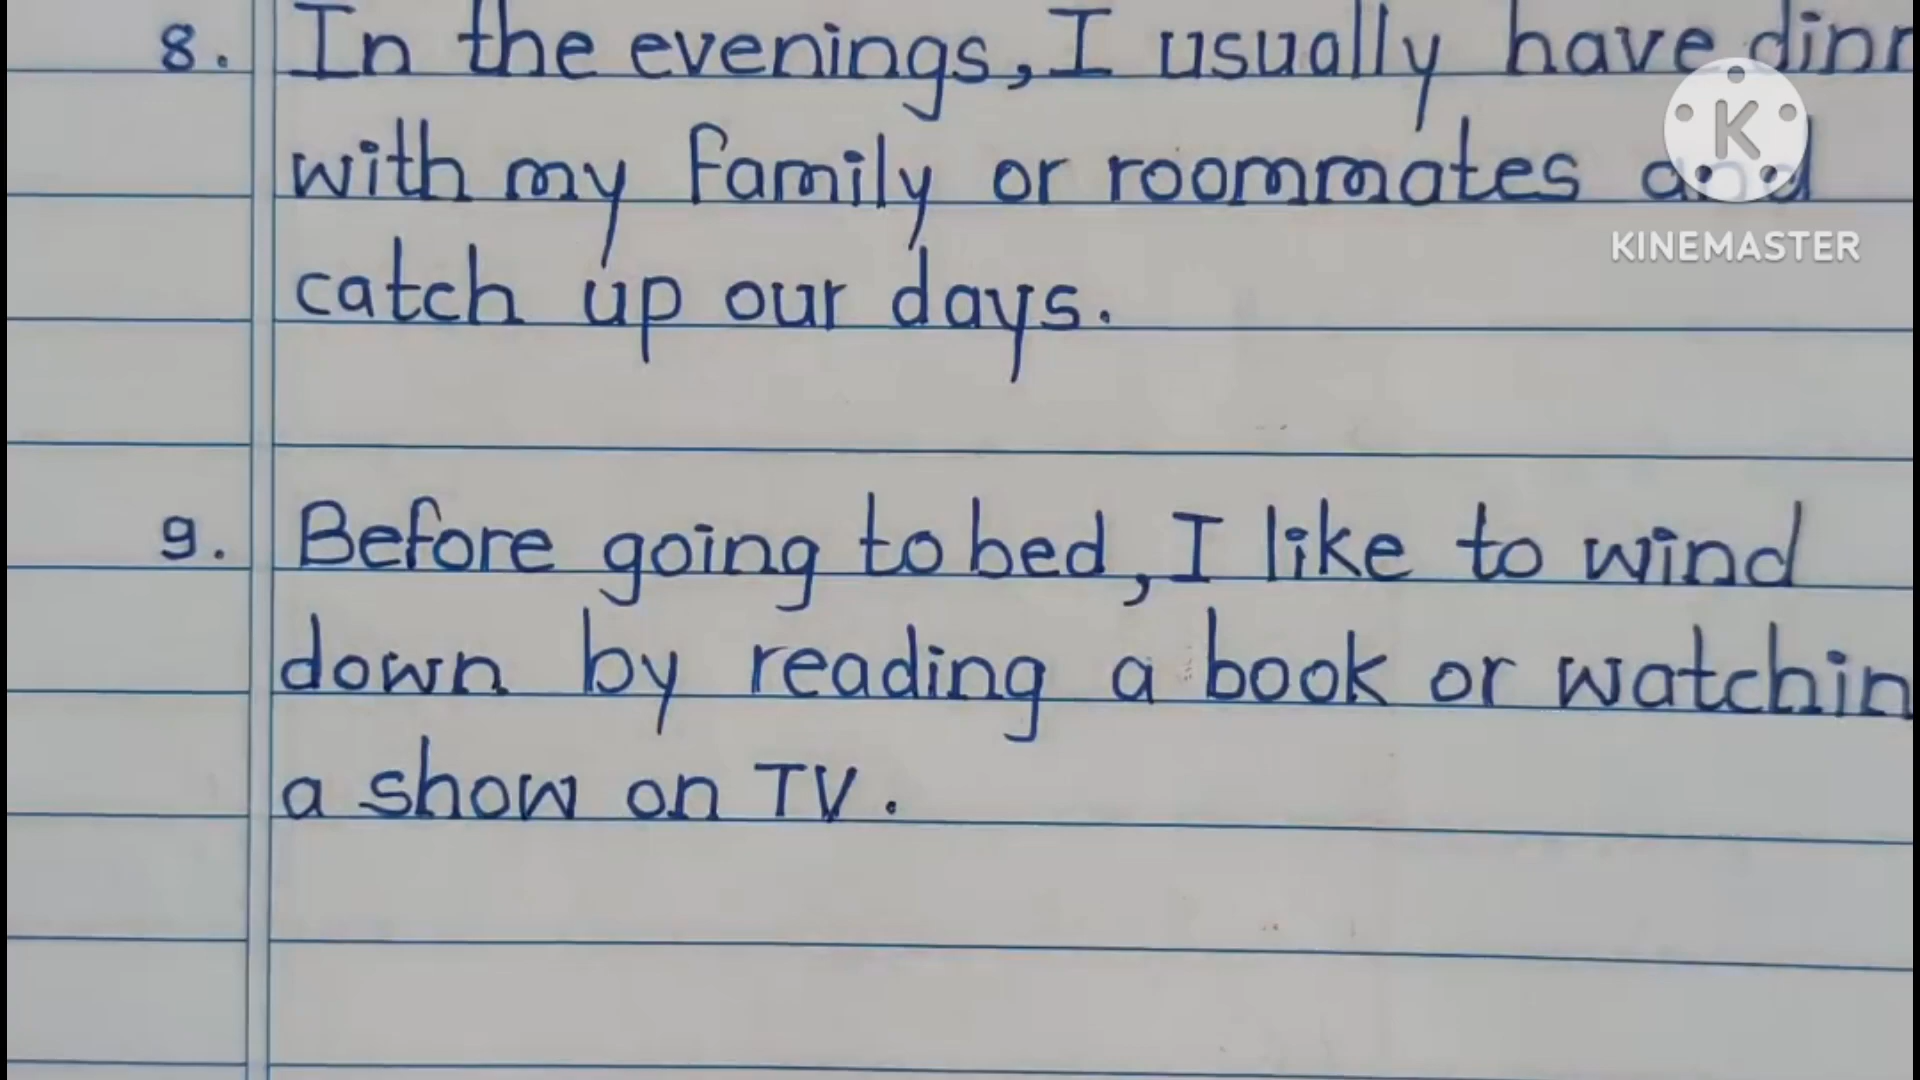 8. In the evenings, I usually have dinn
with my family or roommates and
K
KINEMASTER
catch up our days.
9. Before going to bed, I like to wind
down by reading a book or watchin
a show on TV.